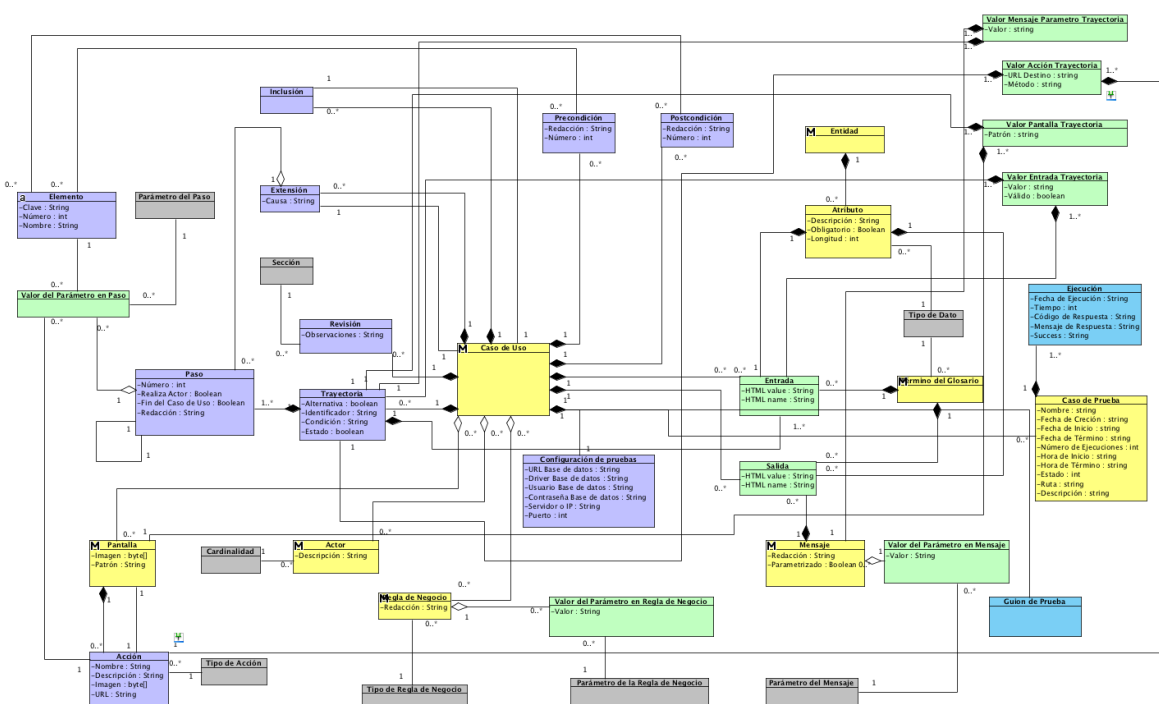 Valor Mensaje Parametro Trayectoria
-Valor : string
Valor Acción Trayectoria
-URL Destino : string
-Método : string
Inclusión
Precondición
-Redacción : String
-Número : int
Postcondición
-Redacción : String
-Número : int
Valor Pantalla Trayectoria
-Patrón : string
Entidad
Valor Entrada Trayectoria
-Valor : string
-Válido : boolean
Elemento
-Clave : String
-Número : int
-Nombre : String
Parámetro del Paso
Extensión
-Causa : String
Atributo
-Descripción : String
-Obligatorio : Boolean
-Longitud : int
Sección
Valor del Parámetro en Paso
Ejecución
-Fecha de Ejecución : String
-Tiempo : int
-Código de Respuesta : String
-Mensaje de Respuesta : String
-Success : String
Tipo de Dato
Revisión
-Observaciones : String
Caso de Uso
Paso
-Número : int
-Realiza Actor : Boolean
-Fin del Caso de Uso : Boolean
-Redacción : String
Trayectoria
-Alternativa : boolean
-Identificador : String
-Condición : String
-Estado : boolean
Entrada
-HTML value : String
-HTML name : String
Término del Glosario
Caso de Prueba
-Nombre : string
-Fecha de Creción : String
-Fecha de Inicio : String
-Fecha de Término : String
-Número de Ejecuciones : int
-Hora de Inicio : String
-Hora de Término : String
-Estado : int
-Ruta : String
-Descripción : string
Configuración de pruebas
-URL Base de datos : String
-Driver Base de datos : String
-Usuario Base de datos : String
-Contraseña Base de datos : String
-Servidor o IP : String
-Puerto : int
Salida
-HTML value : String
-HTML name : String
Pantalla
-Imagen : byte[]
-Patrón : String
Cardinalidad
Actor
-Descripción : String
Mensaje
-Redacción : String
-Parametrizado : Boolean
Valor del Parámetro en Mensaje
-Valor : String
Regla de Negocio
-Redacción : String
Valor del Parámetro en Regla de Negocio
-Valor : String
Guion de Prueba
Acción
-Nombre : String
-Descripción : String
-Imagen : byte[]
-URL : String
Tipo de Acción
Tipo de Regla de Negocio
Parámetro de la Regla de Negocio
Parámetro del Mensaje